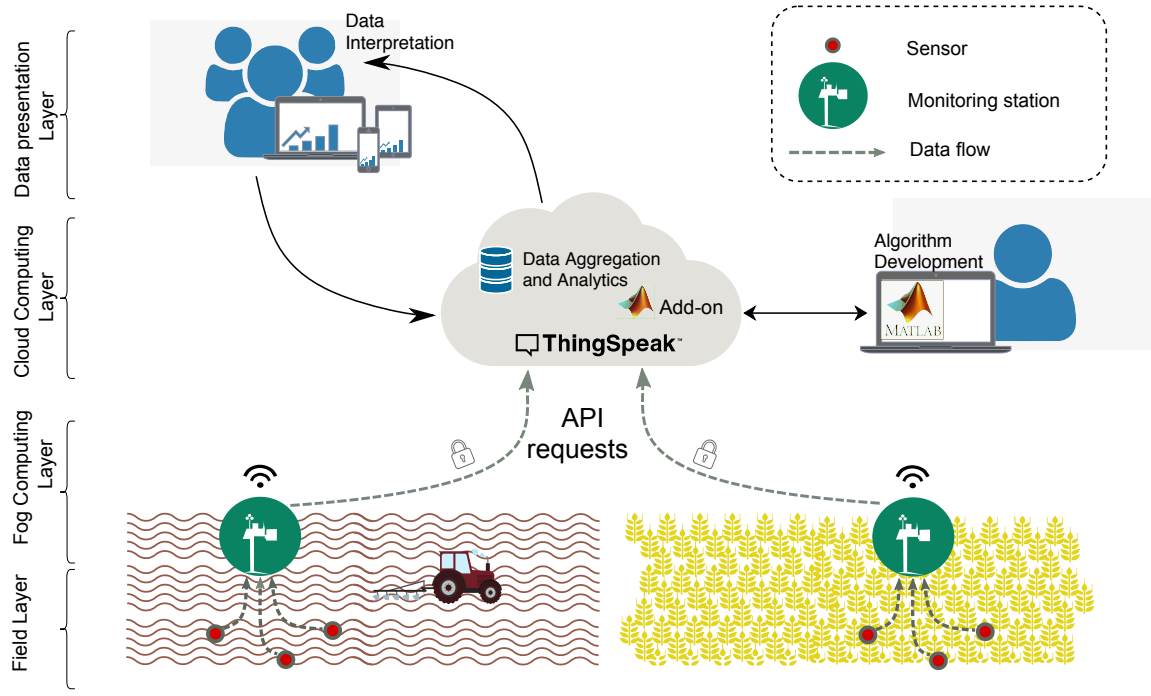 Data presentation
Layer
Data
Interpretation
Sensor
Monitoring station
Data flow
Cloud Computing
Layer
Data Aggregation
and Analytics
Add-on
ThingSpeak™
Algorithm
Development
MATLAB
Fog Computing
Layer
API
requests
Field Layer